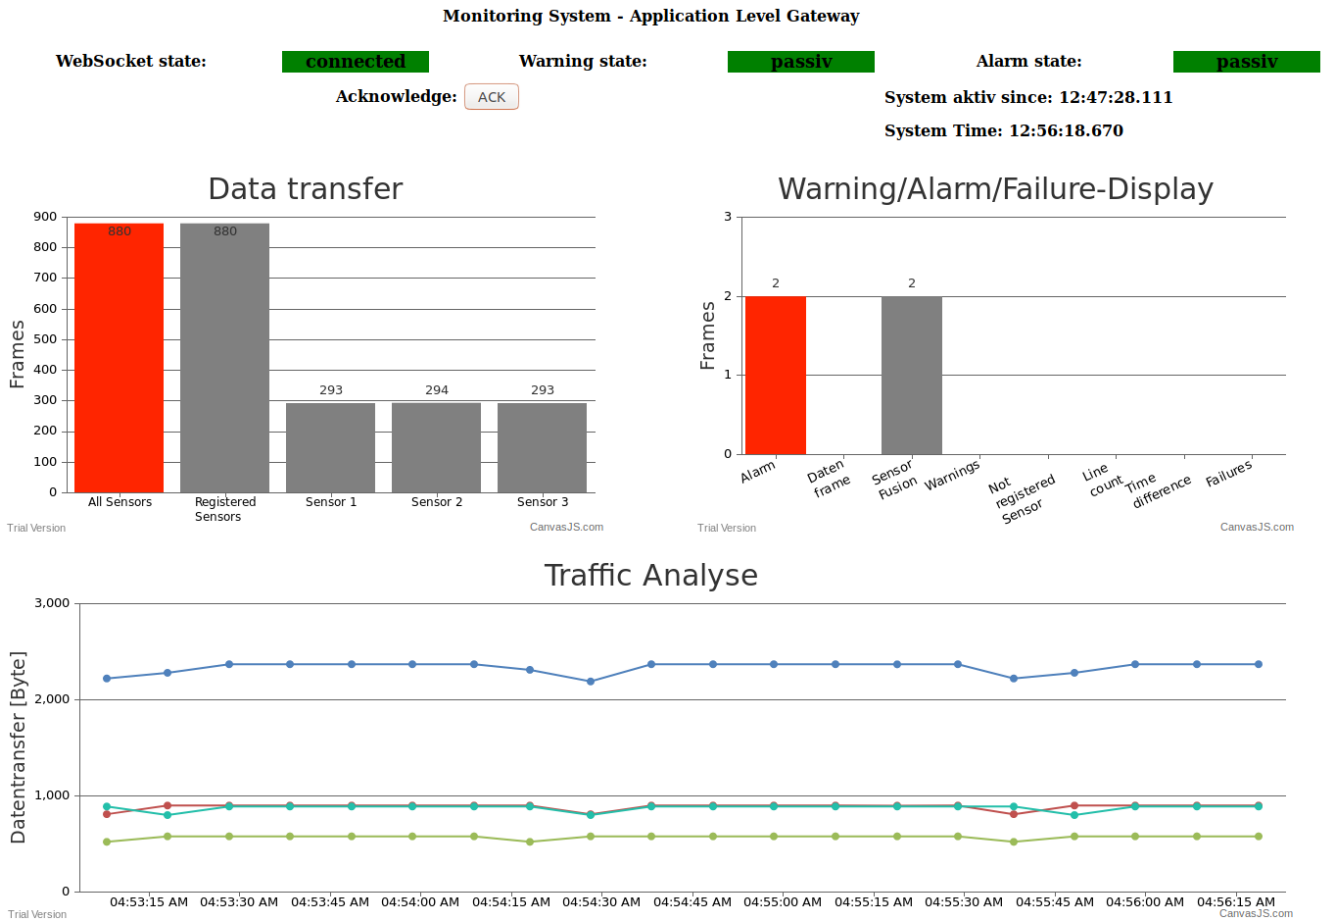 Monitoring System - Application Level Gateway
WebSocket state: connected Warning state: passiv Alarm state: passiv
Acknowledge: ACK System aktiv since: 12:47:28.111
System Time: 12:56:18.670
Data transfer
Frames
900
800
700
600
500
400
300
200
100
0
880
880
293
294
293
All Sensors
Registered
Sensors
Sensor 1
Sensor 2
Sensor 3
Trial Version
CanvasJS.com
Warning/Alarm/Failure-Display
Frames
3
2
1
0
2
2
Alarm
Daten
frame
Sensor
Fusion
Warnings
Not
registered
Sensor
Line
count
Time
difference
Failures
Trial Version
CanvasJS.com
Traffic Analyse
Datentransfer [Byte]
3,000
2,000
1,000
0
04:53:15 AM
04:53:30 AM
04:53:45 AM
04:54:00 AM
04:54:15 AM
04:54:30 AM
04:54:45 AM
04:55:00 AM
04:55:15 AM
04:55:30 AM
04:55:45 AM
04:56:00 AM
04:56:15 AM
Trial Version
CanvasJS.com